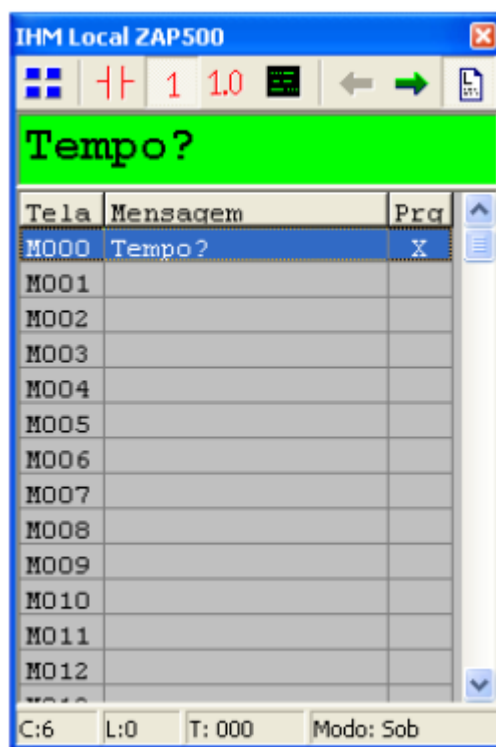 IHM Local ZAP500
1 1.0
Tempo?
Tela Mensagem Prg
M000 Tempo? X
M001
M002
M003
M004
M005
M006
M007
M008
M009
M010
M011
M012
C:6 L:0 T: 000 Modo: Sob